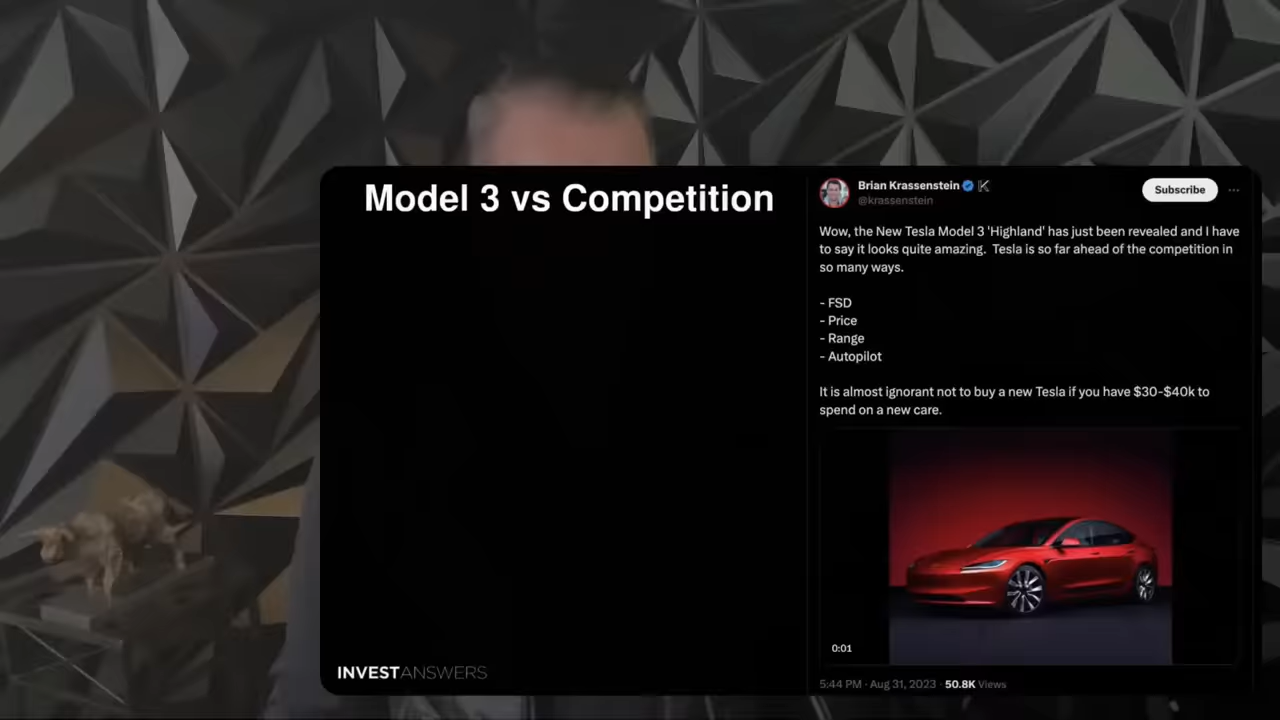 Model 3 vs Competition
Brian Krassenstein
@krassenstein
Subscribe
Wow, the New Tesla Model 3 'Highland' has just been revealed and I have
to say it looks quite amazing. Tesla is so far ahead of the competition in
so many ways.
- FSD
- Price
- Range
- Autopilot
It is almost ignorant not to buy a new Tesla if you have $30-$40k to
spend on a new care.
0:01
5:44 PM · Aug 31, 2023 · 50.8K Views
INVESTANSWERS